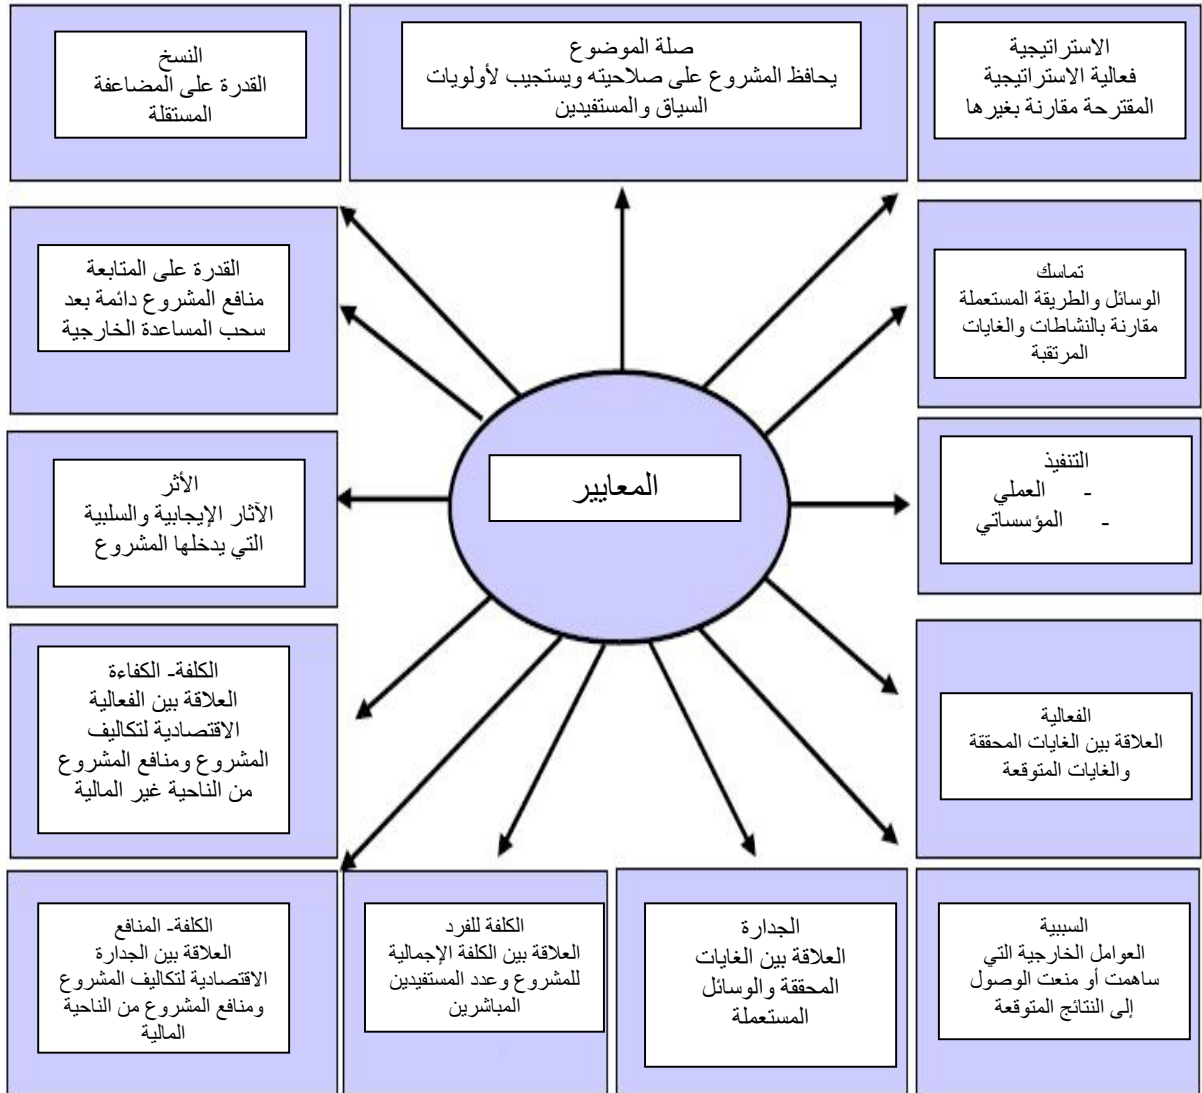 الاستراتيجية
فعالية الاستراتيجية
المقترحة مقارنة بغيرها
صلة الموضوع
يحافظ المشروع على صلاحيته ويستجيب لأولويات
السياق والمستفيدين
النسخ
القدرة على المضاعفة
المستقلة
تماسك
الوسائل والطريقة المستعملة
مقارنة بالنشاطات والغايات
المرتقبة
القدرة على المتابعة
منافع المشروع دائمة بعد
سحب المساعدة الخارجية
التنفيذ
- العملي
- المؤسساتي
المعايير
الأثر
الآثار الإيجابية والسلبية
التي يدخلها المشروع
الفعالية
العلاقة بين الغايات المحققة
والغايات المتوقعة
الكلفة- الكفاءة
العلاقة بين الفعالية
الاقتصادية لتكاليف
المشروع ومنافع المشروع
من الناحية غير المالية
السببية
العوامل الخارجية التي
ساهمت أو منعت الوصول
إلى النتائج المتوقعة
الجدارة
العلاقة بين الغايات
المحققة والوسائل
المستعملة
الكلفة للفرد
العلاقة بين الكلفة الإجمالية
للمشروع وعدد المستفيدين
المباشرين
الكلفة- المنافع
العلاقة بين الجدارة
الاقتصادية لتكاليف المشروع
ومنافع المشروع من الناحية
المالية